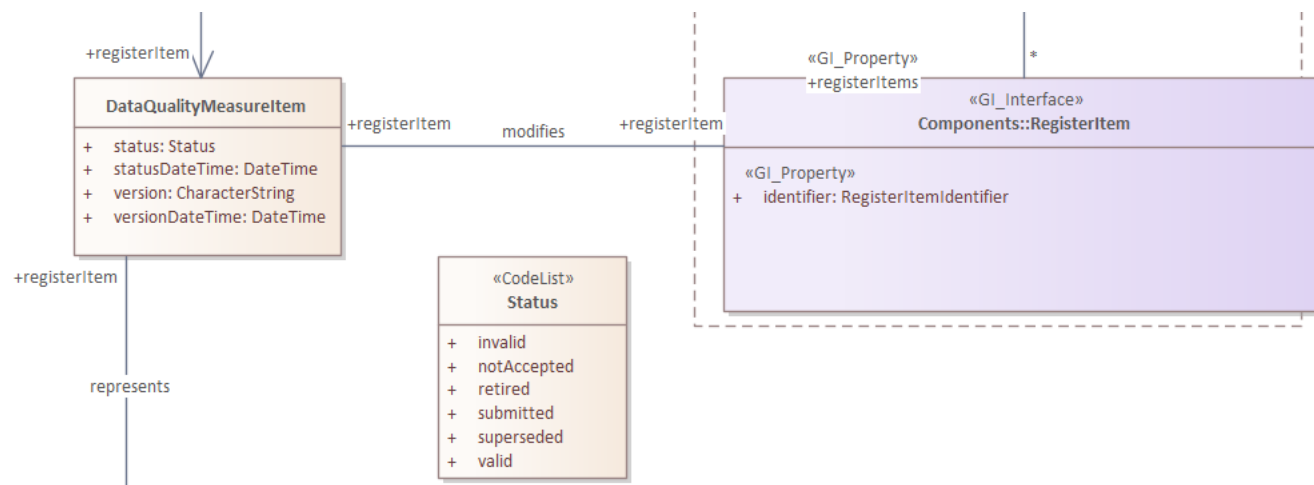 +registerItem
DataQualityMeasureItem
+ status: Status
+ statusDateTime: DateTime
+ version: CharacterString
+ versionDateTime: DateTime
+registerItem
modifies
+registerItem
«GI_Property»
+registerItems
*
«GI_Interface»
Components::RegisterItem
«GI_Property»
+ identifier: RegisterItemIdentifier
+registerItem
represents
«CodeList»
Status
+ invalid
+ notAccepted
+ retired
+ submitted
+ superseded
+ valid